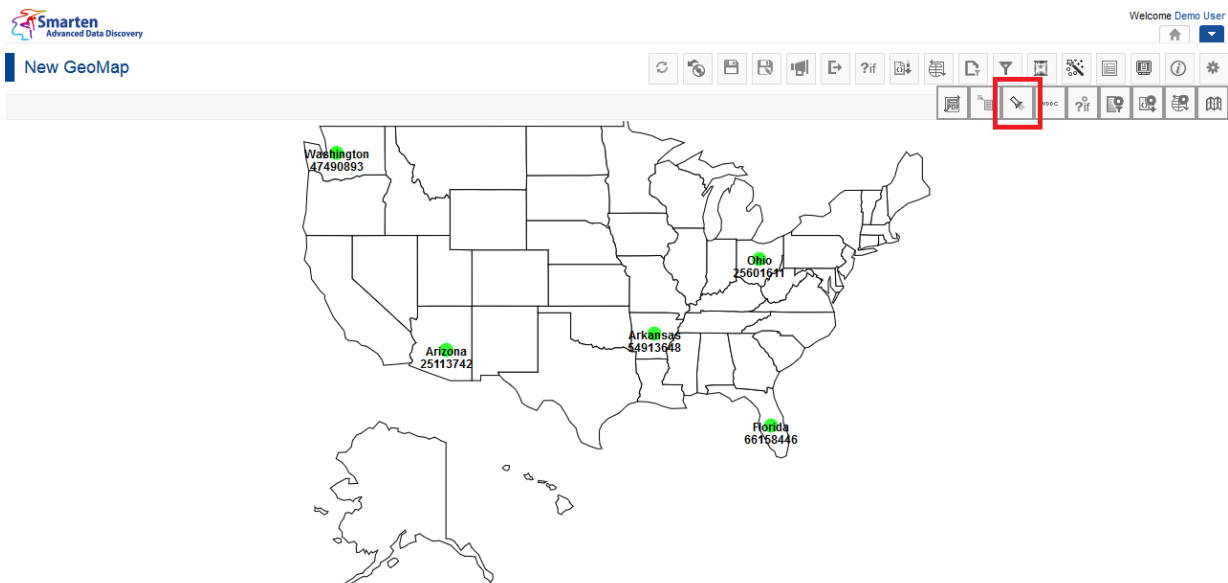 Smarten
Advanced Data Discovery
Welcome Demo User
New GeoMap
?if
PDF
?if
Washington
47490893
Ohio
25601611
Arkansas
54913648
Arizona
25113742
Florida
66158446